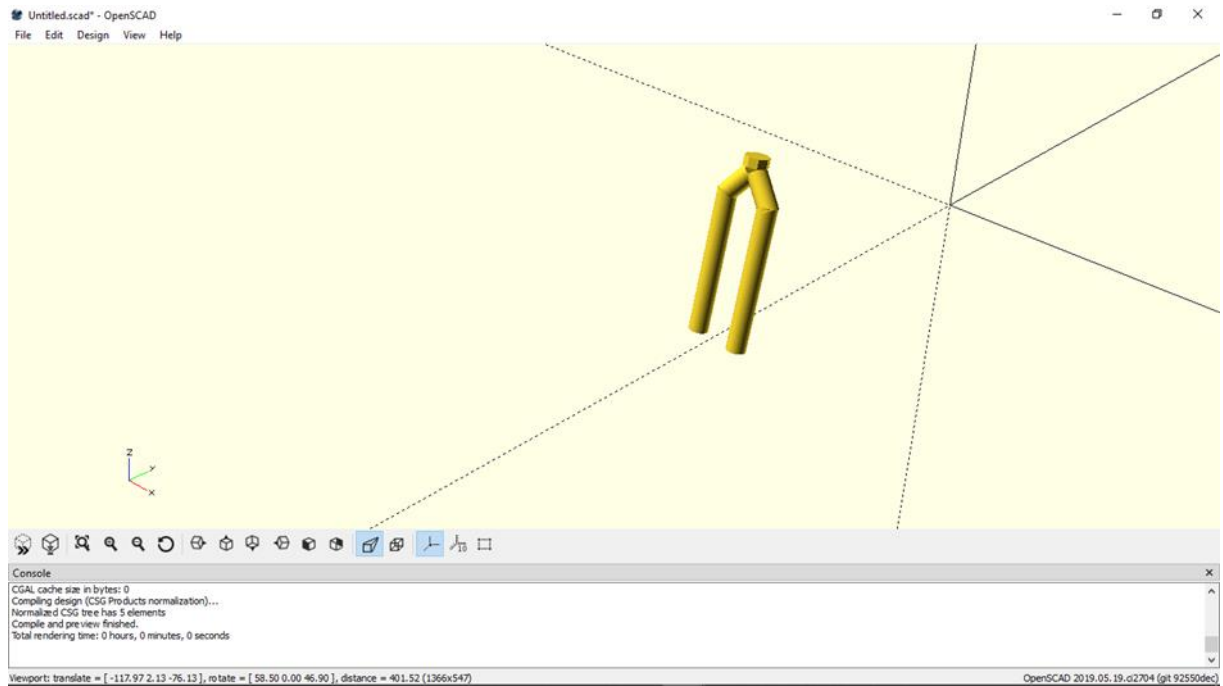 Untitled.scad* - OpenSCAD
File Edit Design View Help
z
y
x
10
Console
CGAL cache size in bytes: 0
Compiling design (CSG Products normalization)...
Normalized CSG tree has 5 elements
Compile and preview finished.
Total rendering time: 0 hours, 0 minutes, 0 seconds
Viewport: translate = [ -117.97 2.13 -76.13 ], rotate = [ 58.50 0.00 46.90 ], distance = 401.52 (1366x547)
OpenSCAD 2019.05.19.ci2704 (git 92550dec)